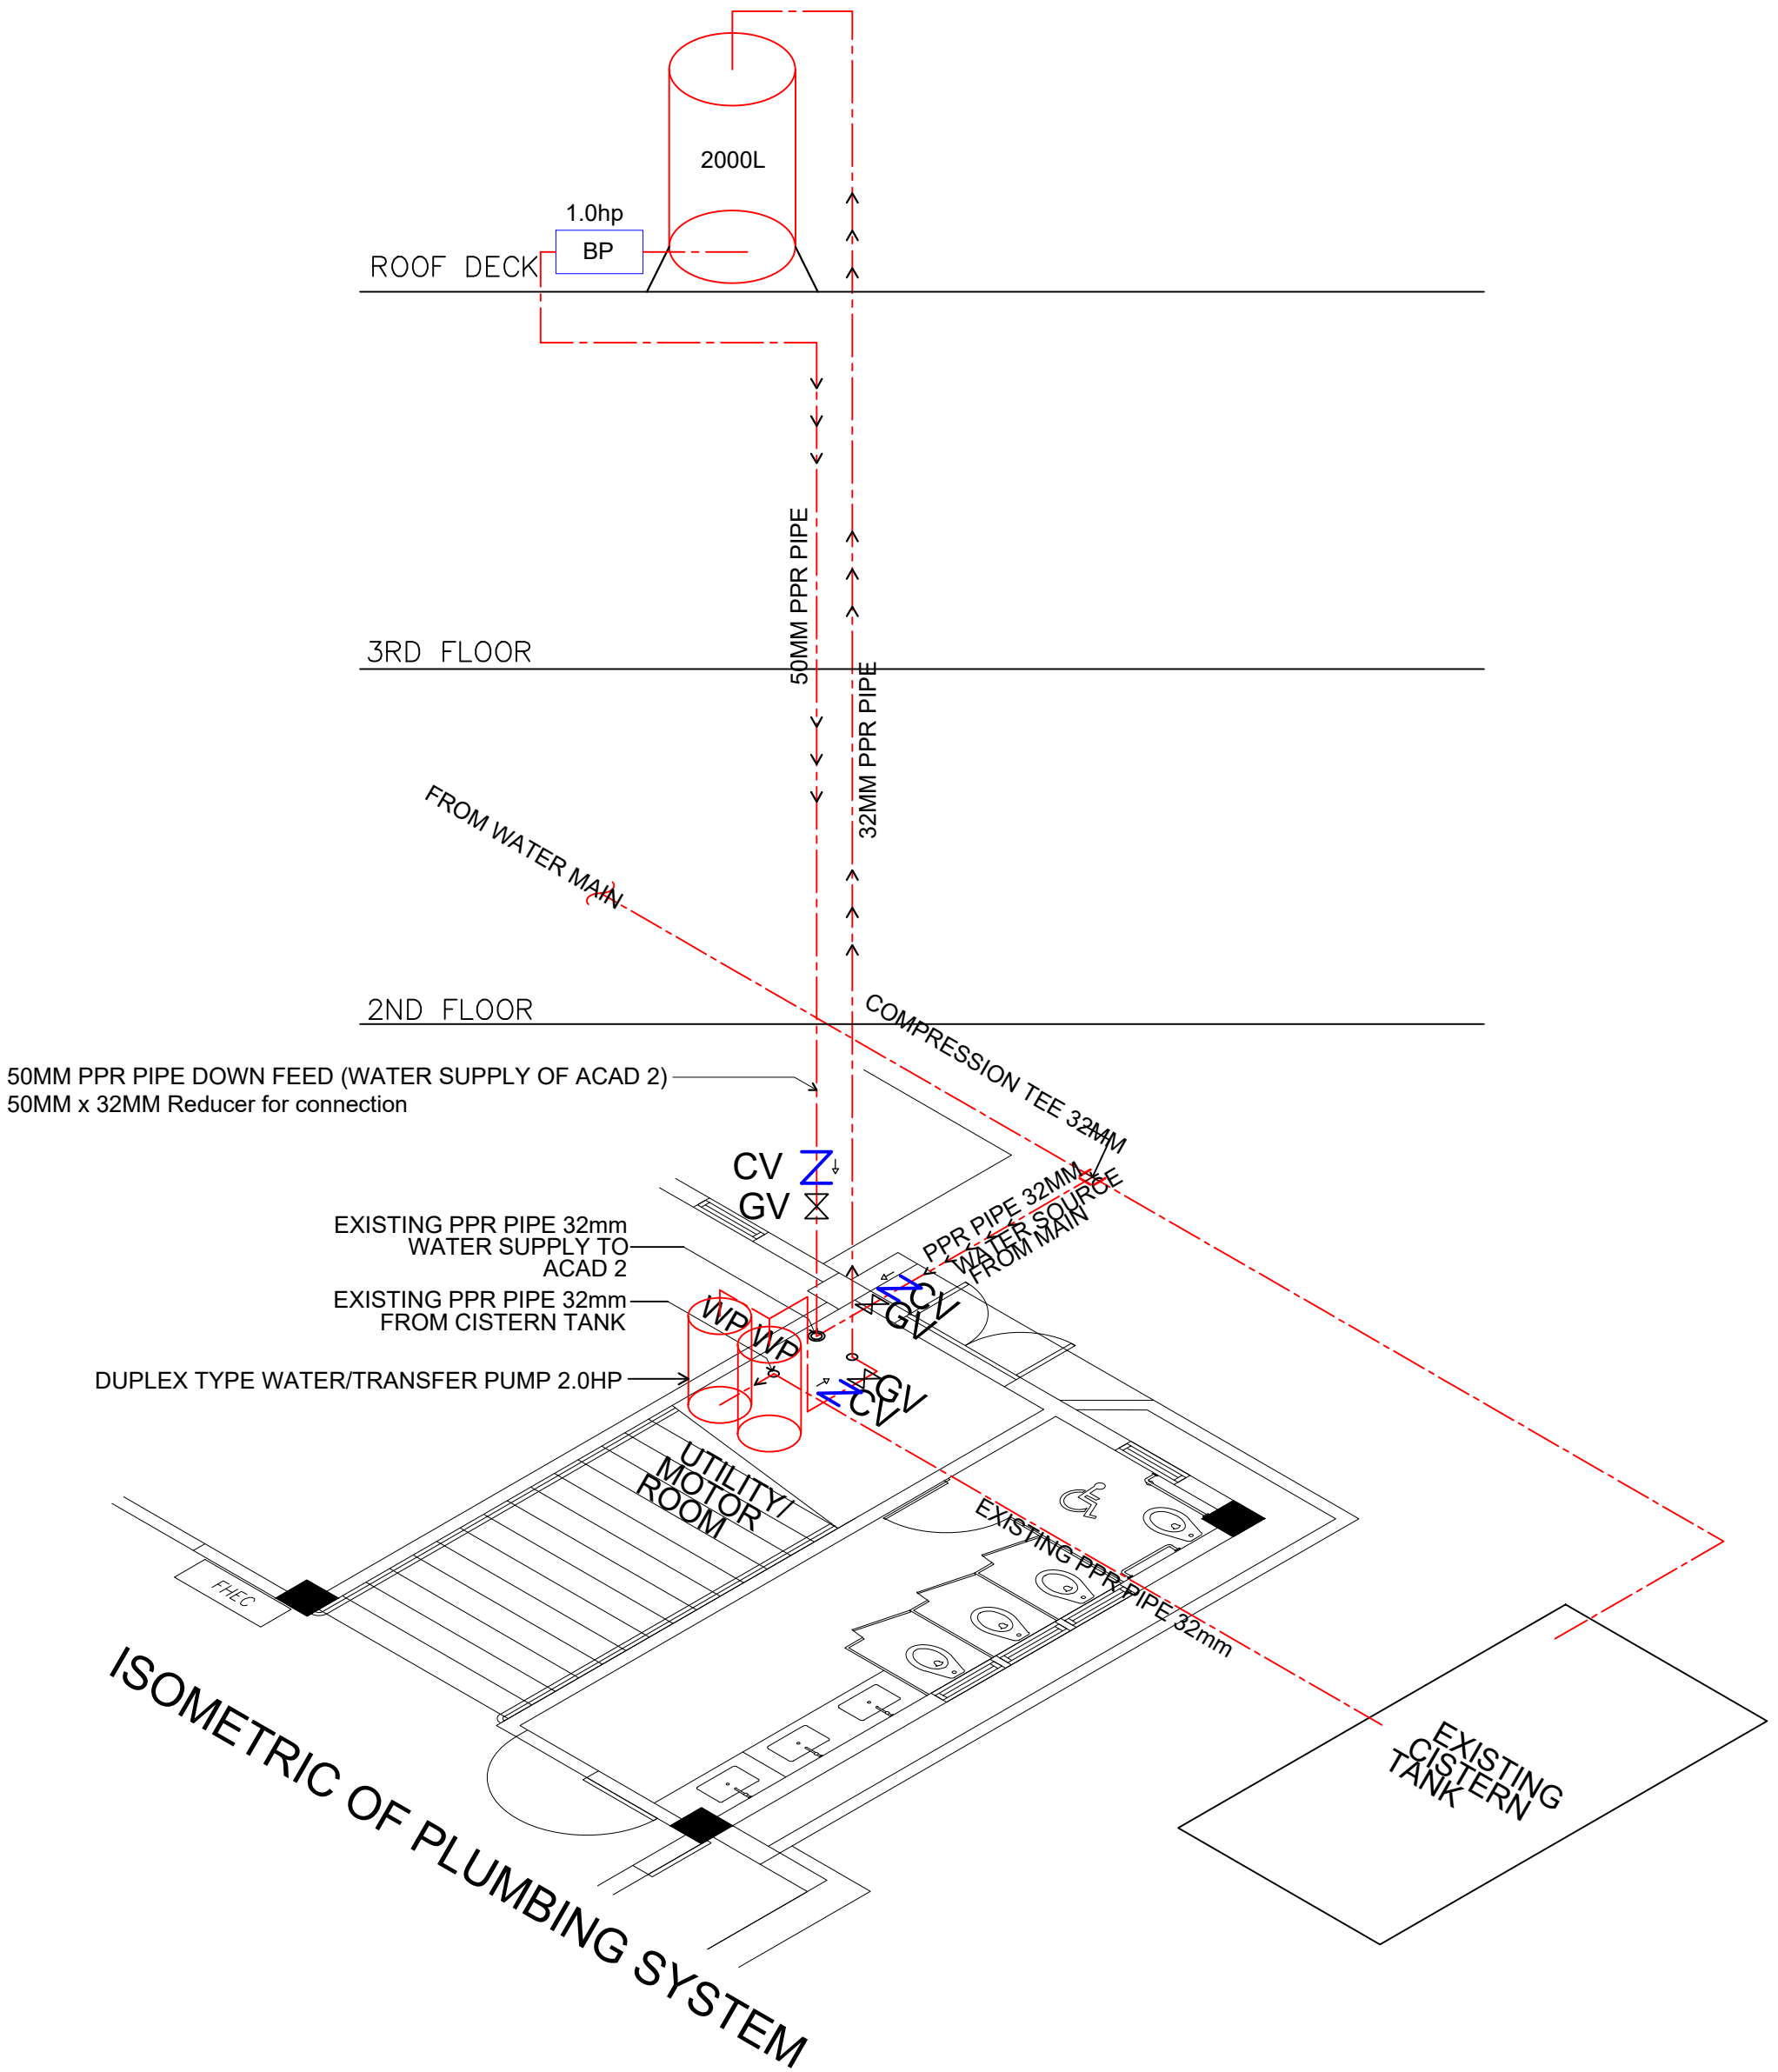 2000L
1.0hp
BP
ROOF DECK
50MM PPR PIPE
3RD FLOOR
32MM PPR PIPE
FROM WATER MAIN
2ND FLOOR
COMPRESSION TEE 32MM
50MM PPR PIPE DOWN FEED (WATER SUPPLY OF ACAD 2)
50MM x 32MM Reducer for connection
CV
GV
PPR PIPE 32MM
WATER SOURCE
FROM MAIN
EXISTING PPR PIPE 32mm
WATER SUPPLY TO
ACAD 2
CV
GV
EXISTING PPR PIPE 32mm
FROM CISTERN TANK
WP
WP
DUPLEX TYPE WATER/TRANSFER PUMP 2.0HP
GV
CV
UTILITY/
MOTOR
ROOM
EXISTING PPR PIPE 32mm
FHEC
EXISTING
CISTERN
TANK
ISOMETRIC OF PLUMBING SYSTEM